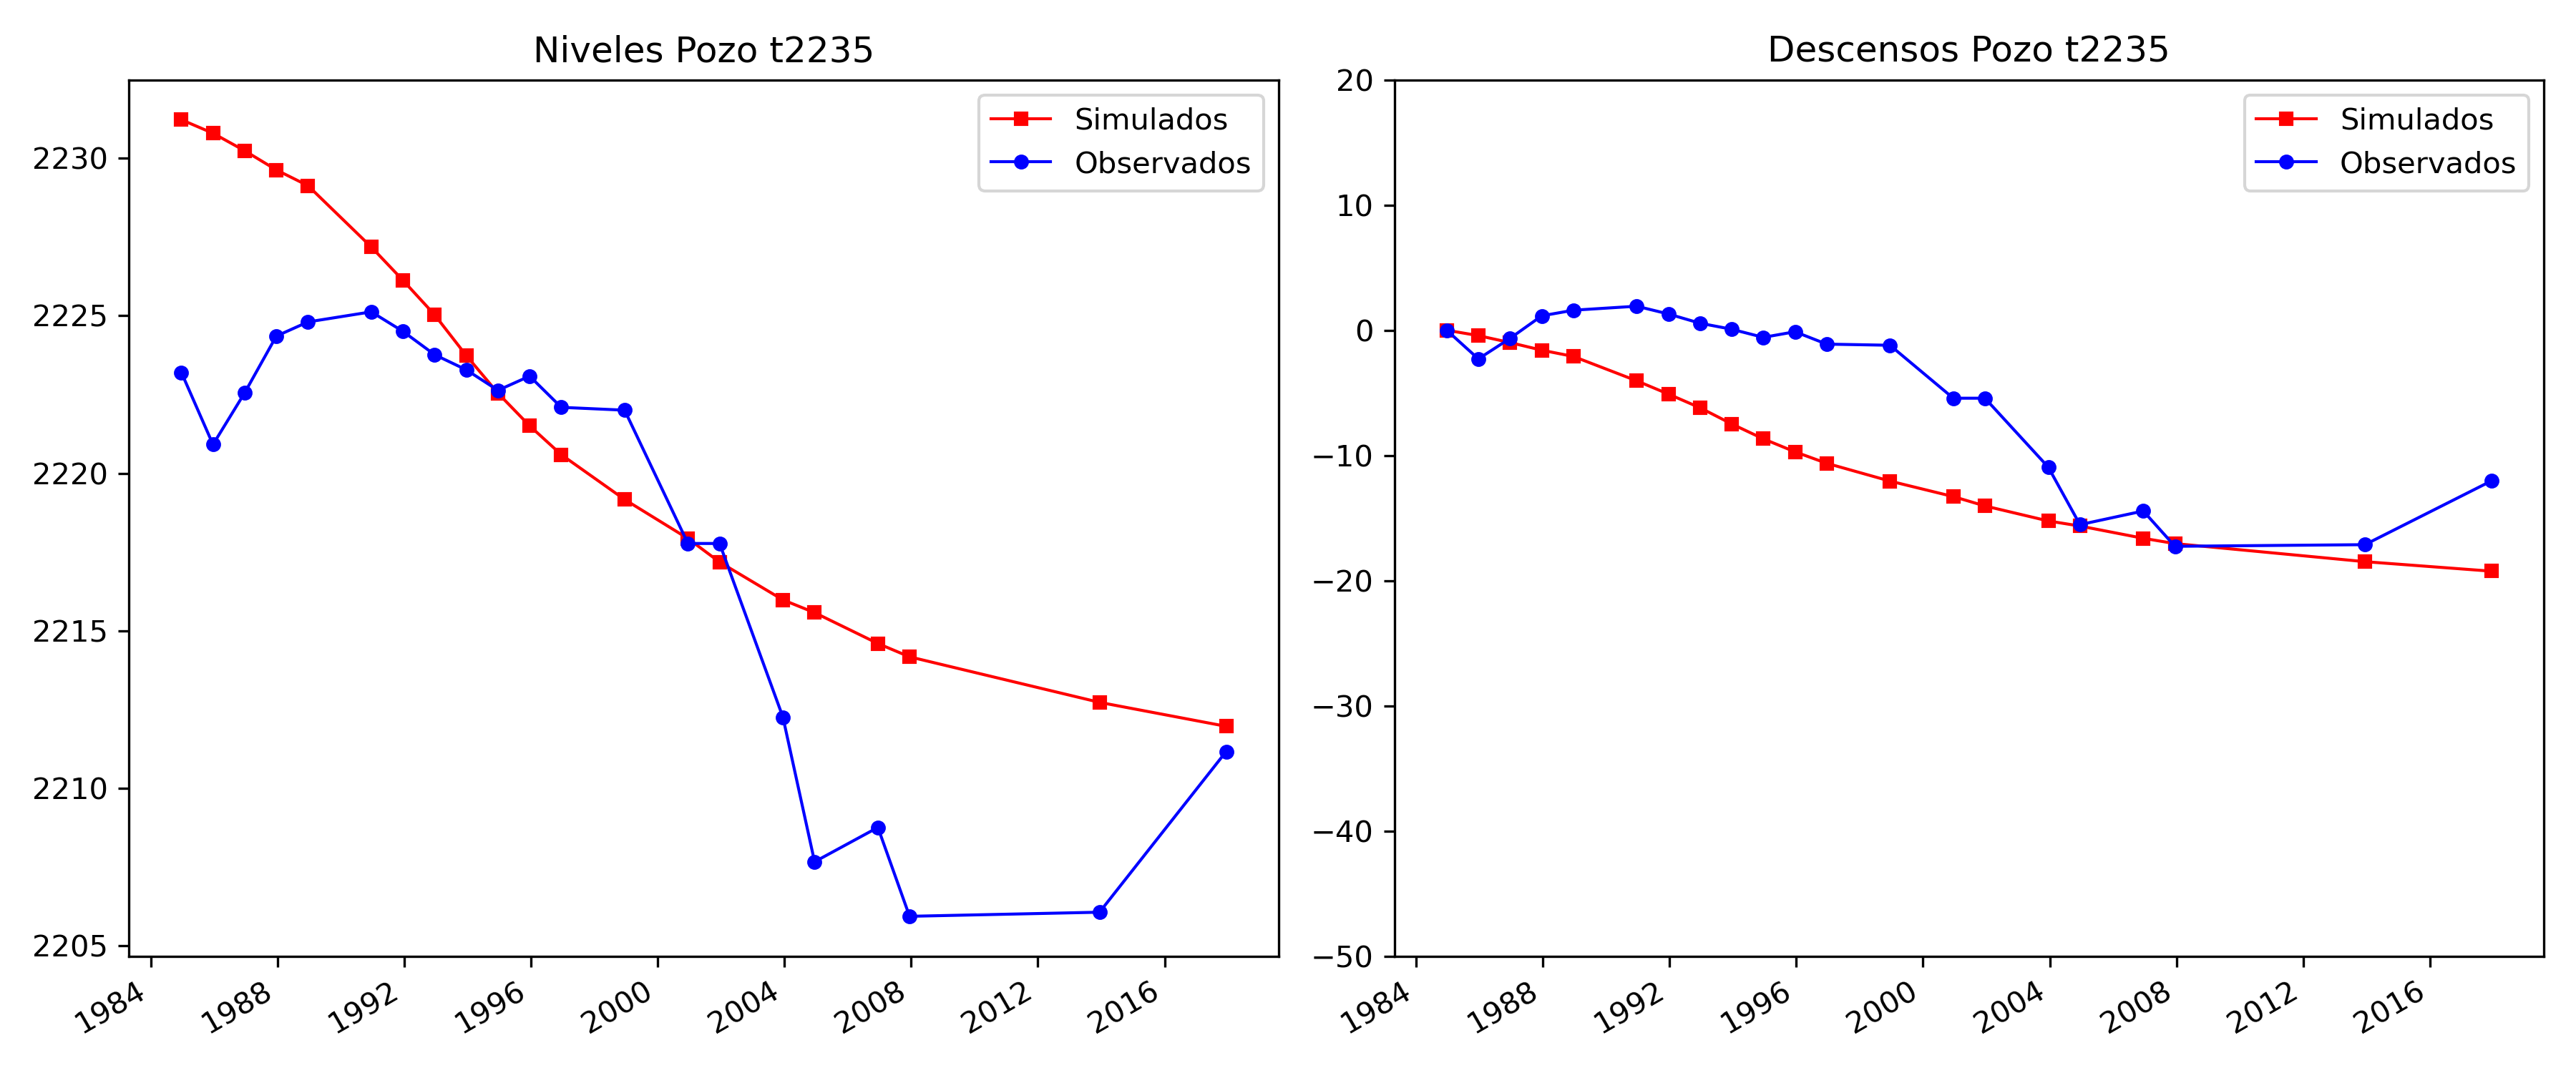 Niveles Pozo t2235
Simulados
Observados
2230
2225
2220
2215
2210
2205
1984 1988 1992 1996 2000 2004 2008 2012 2016
Descensos Pozo t2235
Simulados
Observados
20
10
0
−10
−20
−30
−40
−50
1984 1988 1992 1996 2000 2004 2008 2012 2016